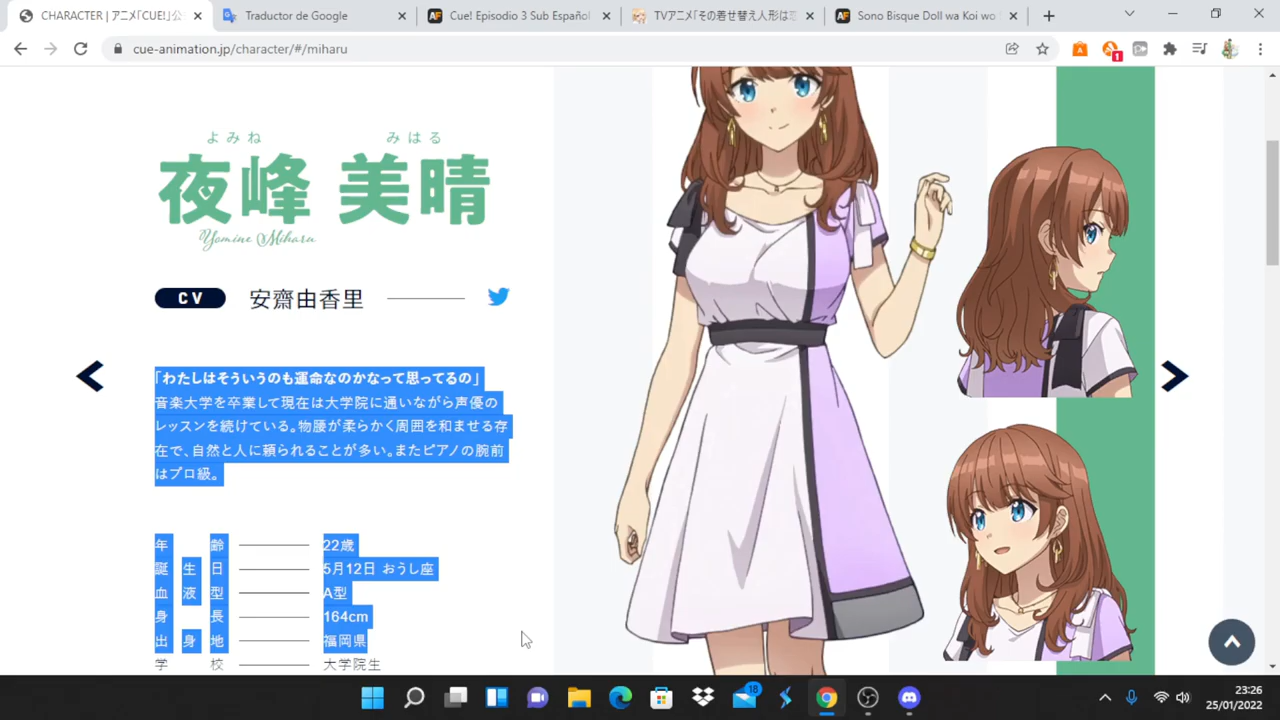 CHARACTER | アニメ「CUE!」公
Traductor de Google
Cue! Episodio 3 Sub Español
TVアニメ「その着せ替え人形は恋
Sono Bisque Doll wa Koi wo
cue-animation.jp/character/#/miharu
1
よみね みはる
夜峰 美晴
Yomine Miharu
CV 安齋由香里
「わたしはそういうのも運命なのかなって思ってるの」
音楽大学を卒業して現在は大学院に通いながら声優の
レッスンを続けている。物腰が柔らかく周囲を和ませる存
在で、自然と人に頼られることが多い。またピアノの腕前
はプロ級。
年齢 22歳
誕生日 5月12日 おうし座
血液型 A型
身長 164cm
出身地 福岡県
学校 大学院生
18
23:26
25/01/2022